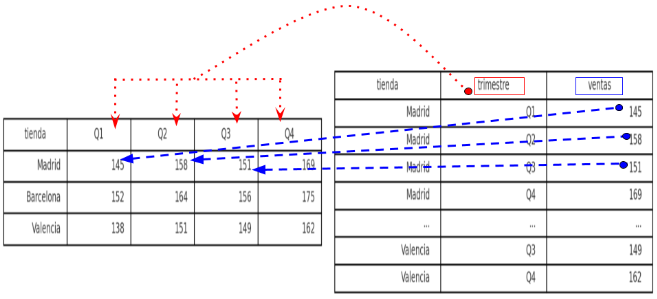 tienda Q1 Q2 Q3 Q4
Madrid 145 158 151 169
Barcelona 152 164 156 175
Valencia 138 151 149 162
tienda trimestre ventas
Madrid Q1 145
Madrid Q2 158
Madrid Q3 151
Madrid Q4 169
... ... ...
Valencia Q3 149
Valencia Q4 162